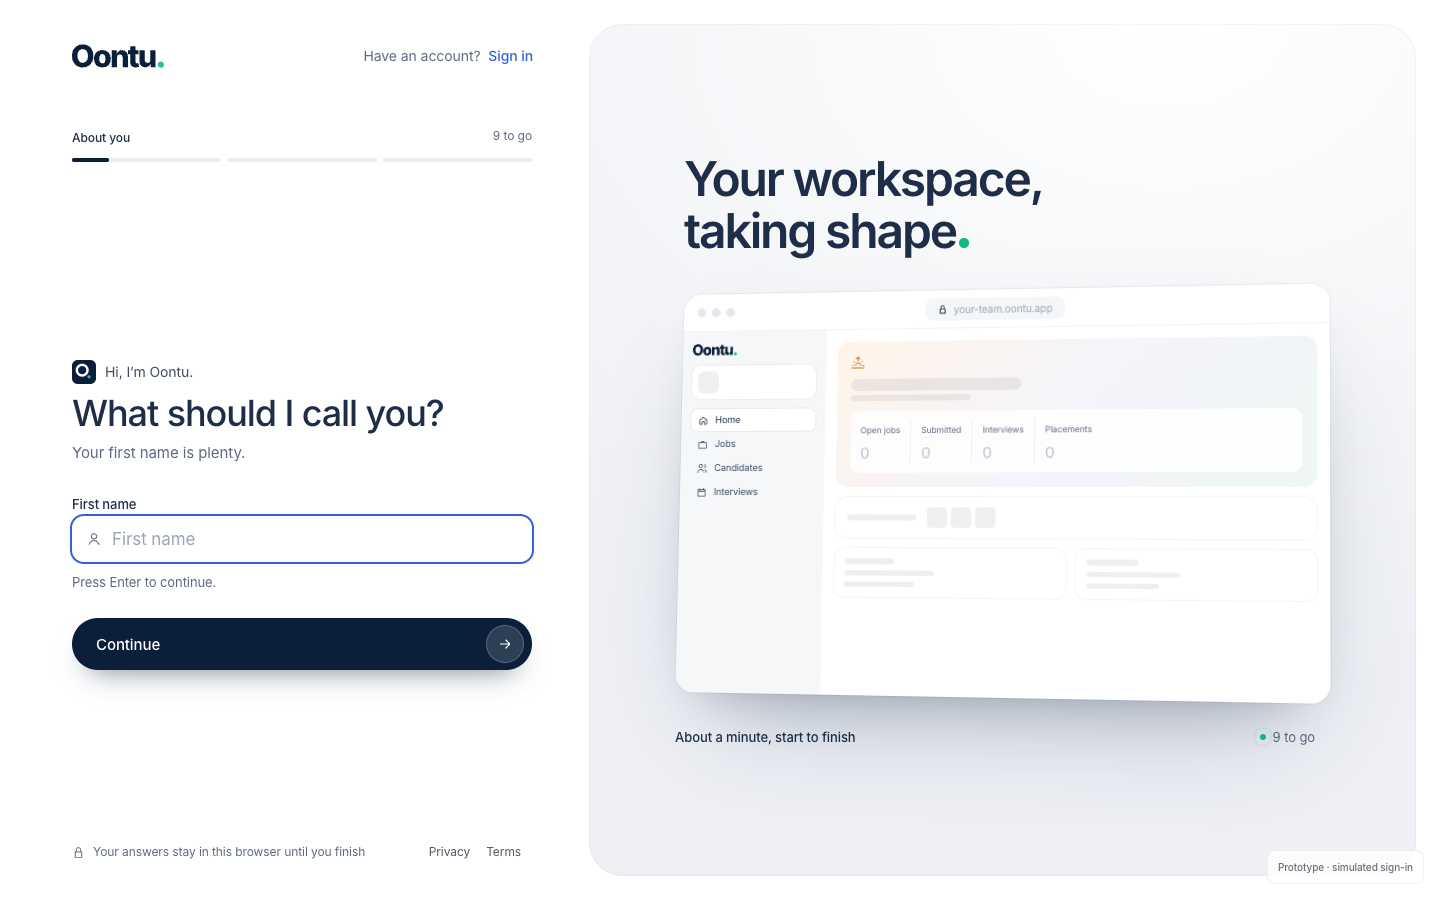 Oontu.
Have an account? Sign in
About you
9 to go
Hi, I’m Oontu.
What should I call you?
Your first name is plenty.
First name
First name
Press Enter to continue.
Continue
Your answers stay in this browser until you finish
Privacy
Terms
Your workspace,
taking shape.
your-team.oontu.app
Oontu.
Home
Jobs
Candidates
Interviews
Open jobs
Submitted
Interviews
Placements
0
0
0
0
About a minute, start to finish
9 to go
Prototype · simulated sign-in